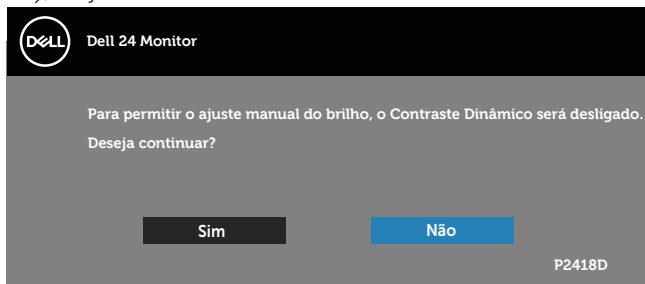 DELL
Dell 24 Monitor
Para permitir o ajuste manual do brilho, o Contraste Dinâmico será desligado.
Deseja continuar?
Sim
Não
P2418D